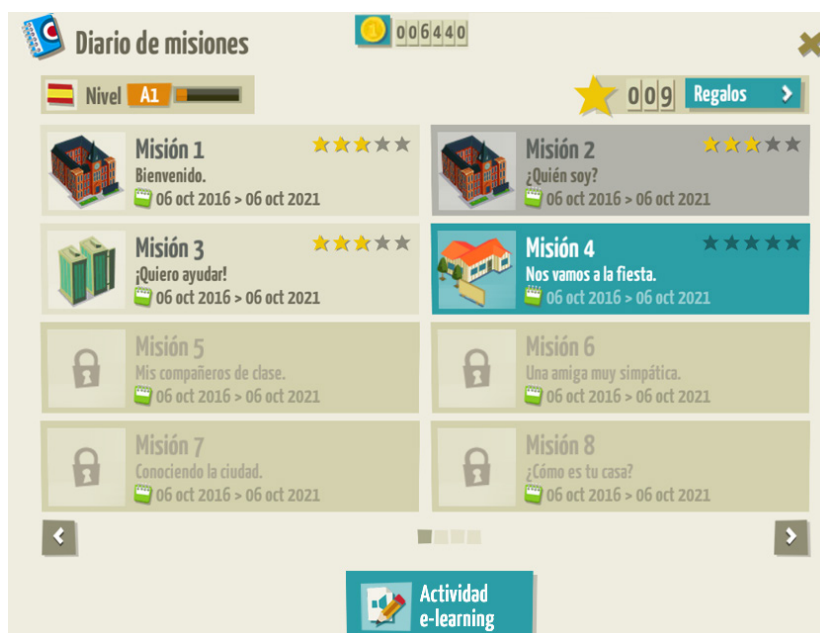 Diario de misiones
1
006440
Nivel A1
009
Regalos
Misión 1
Bienvenido.
06 oct 2016 > 06 oct 2021
Misión 2
¿Quién soy?
06 oct 2016 > 06 oct 2021
Misión 3
¡Quiero ayudar!
06 oct 2016 > 06 oct 2021
Misión 4
Nos vamos a la fiesta.
06 oct 2016 > 06 oct 2021
Misión 5
Mis compañeros de clase.
06 oct 2016 > 06 oct 2021
Misión 6
Una amiga muy simpática.
06 oct 2016 > 06 oct 2021
Misión 7
Conociendo la ciudad.
06 oct 2016 > 06 oct 2021
Misión 8
¿Cómo es tu casa?
06 oct 2016 > 06 oct 2021
Actividad
e-learning